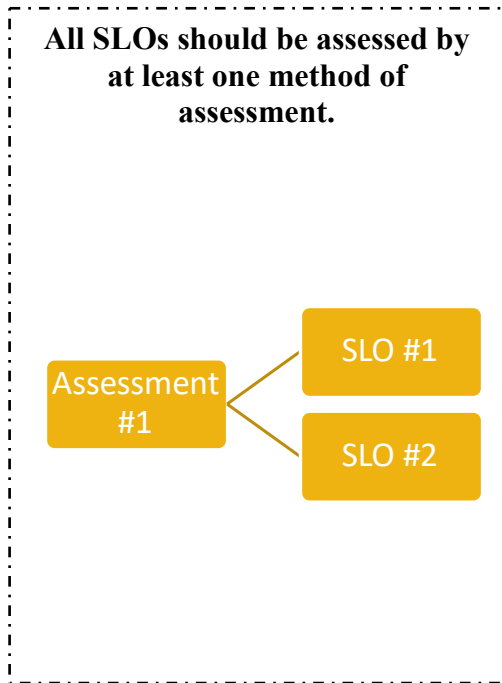 All SLOs should be assessed by
at least one method of
assessment.
SLO #1
Assessment
#1
SLO #2